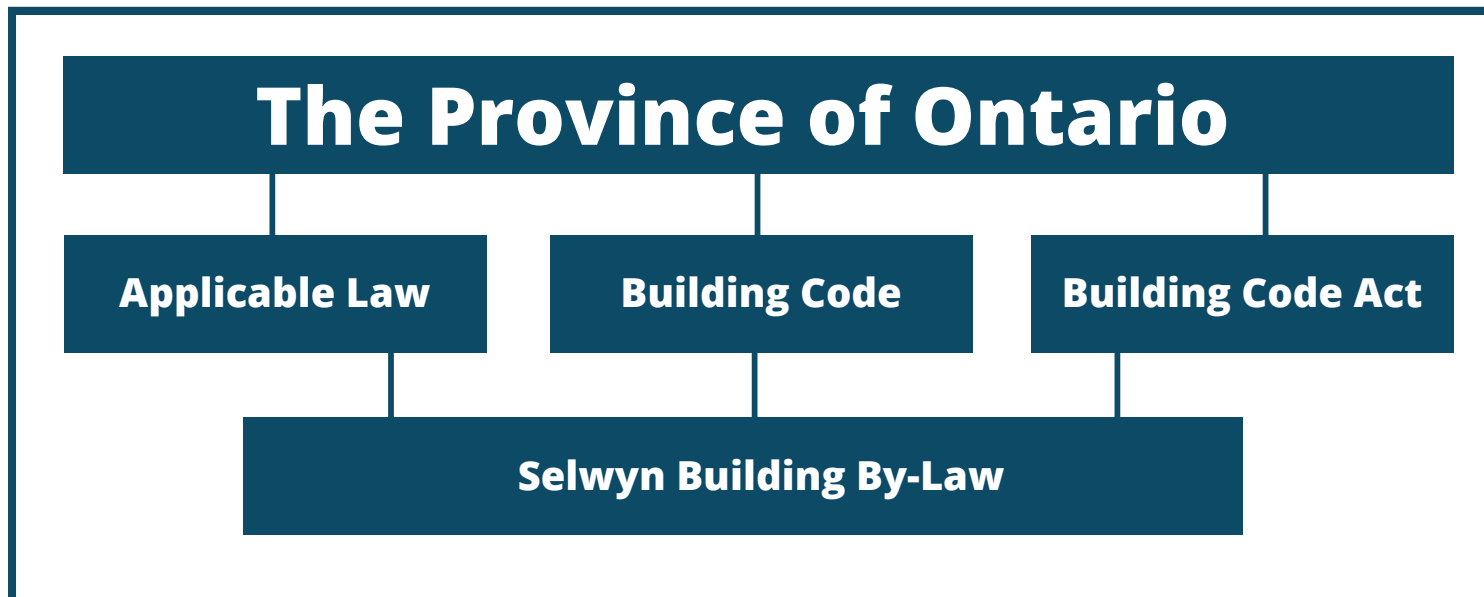 The Province of Ontario
Applicable Law
Building Code
Building Code Act
Selwyn Building By-Law